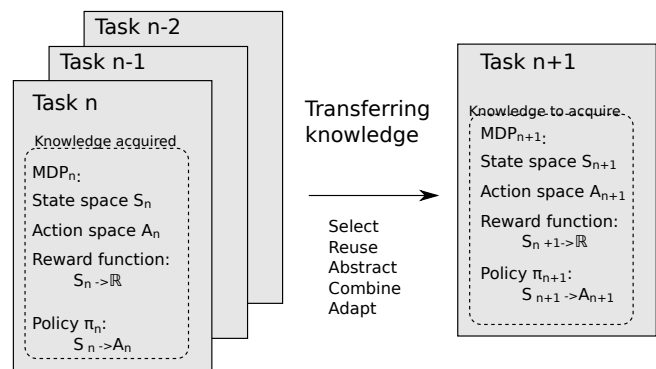 Task n-2
Task n-1
Task n
Knowledge acquired
MDPₙ:
State space Sₙ
Action space Aₙ
Reward function:
Sₙ->ℝ
Policy πₙ:
S ₙ->Aₙ
Transferring
knowledge
Select
Reuse
Abstract
Combine
Adapt
Task n+1
Knowledge to acquire
MDPₙ₊₁:
State space Sₙ₊₁
Action space Aₙ₊₁
Reward function:
Sₙ ₊₁->ℝ
Policy πₙ₊₁:
S ₙ₊₁->Aₙ₊₁